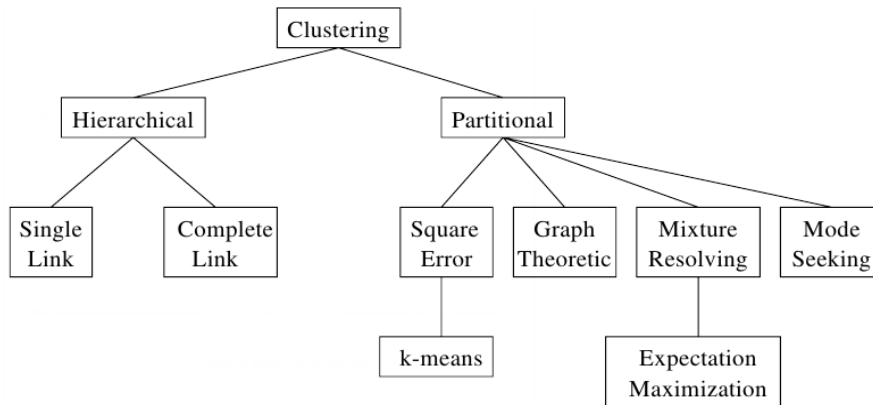 Clustering
Hierarchical
Partitional
Single
Link
Complete
Link
Square
Error
Graph
Theoretic
Mixture
Resolving
Mode
Seeking
k-means
Expectation
Maximization